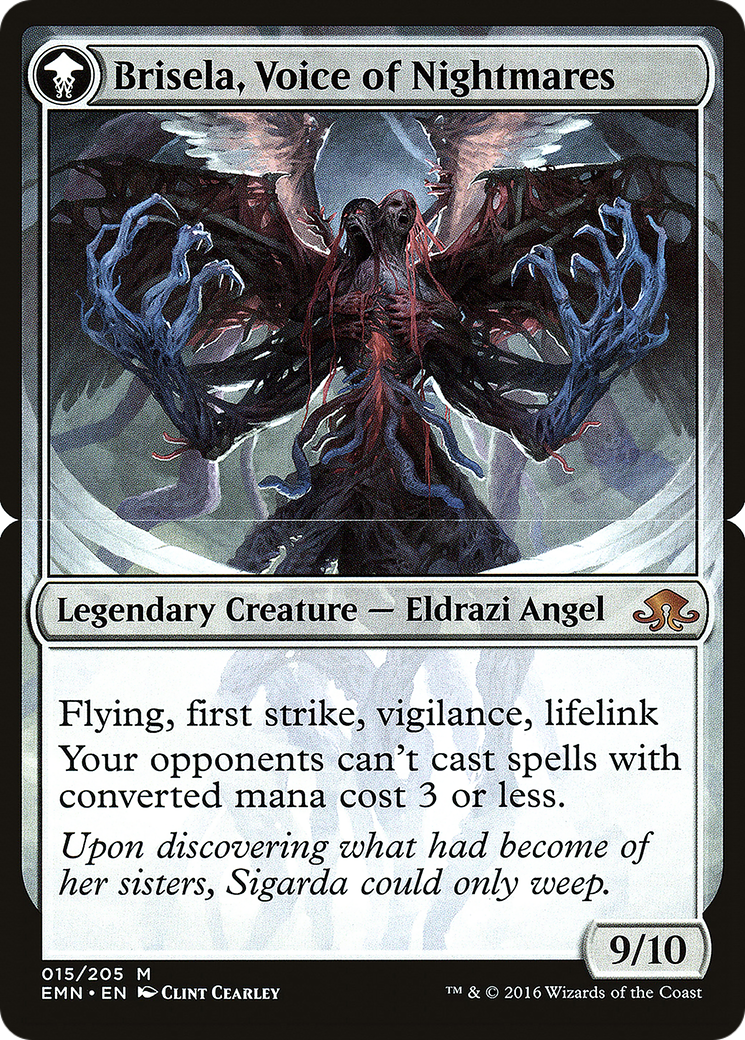 Brisela, Voice of Nightmares
Legendary Creature — Eldrazi Angel
Flying, first strike, vigilance, lifelink
Your opponents can't cast spells with
converted mana cost 3 or less.
Upon discovering what had become of
her sisters, Sigarda could only weep.
9/10
015/205 M
EMN • EN Clint Cearley
™ & © 2016 Wizards of the Coast